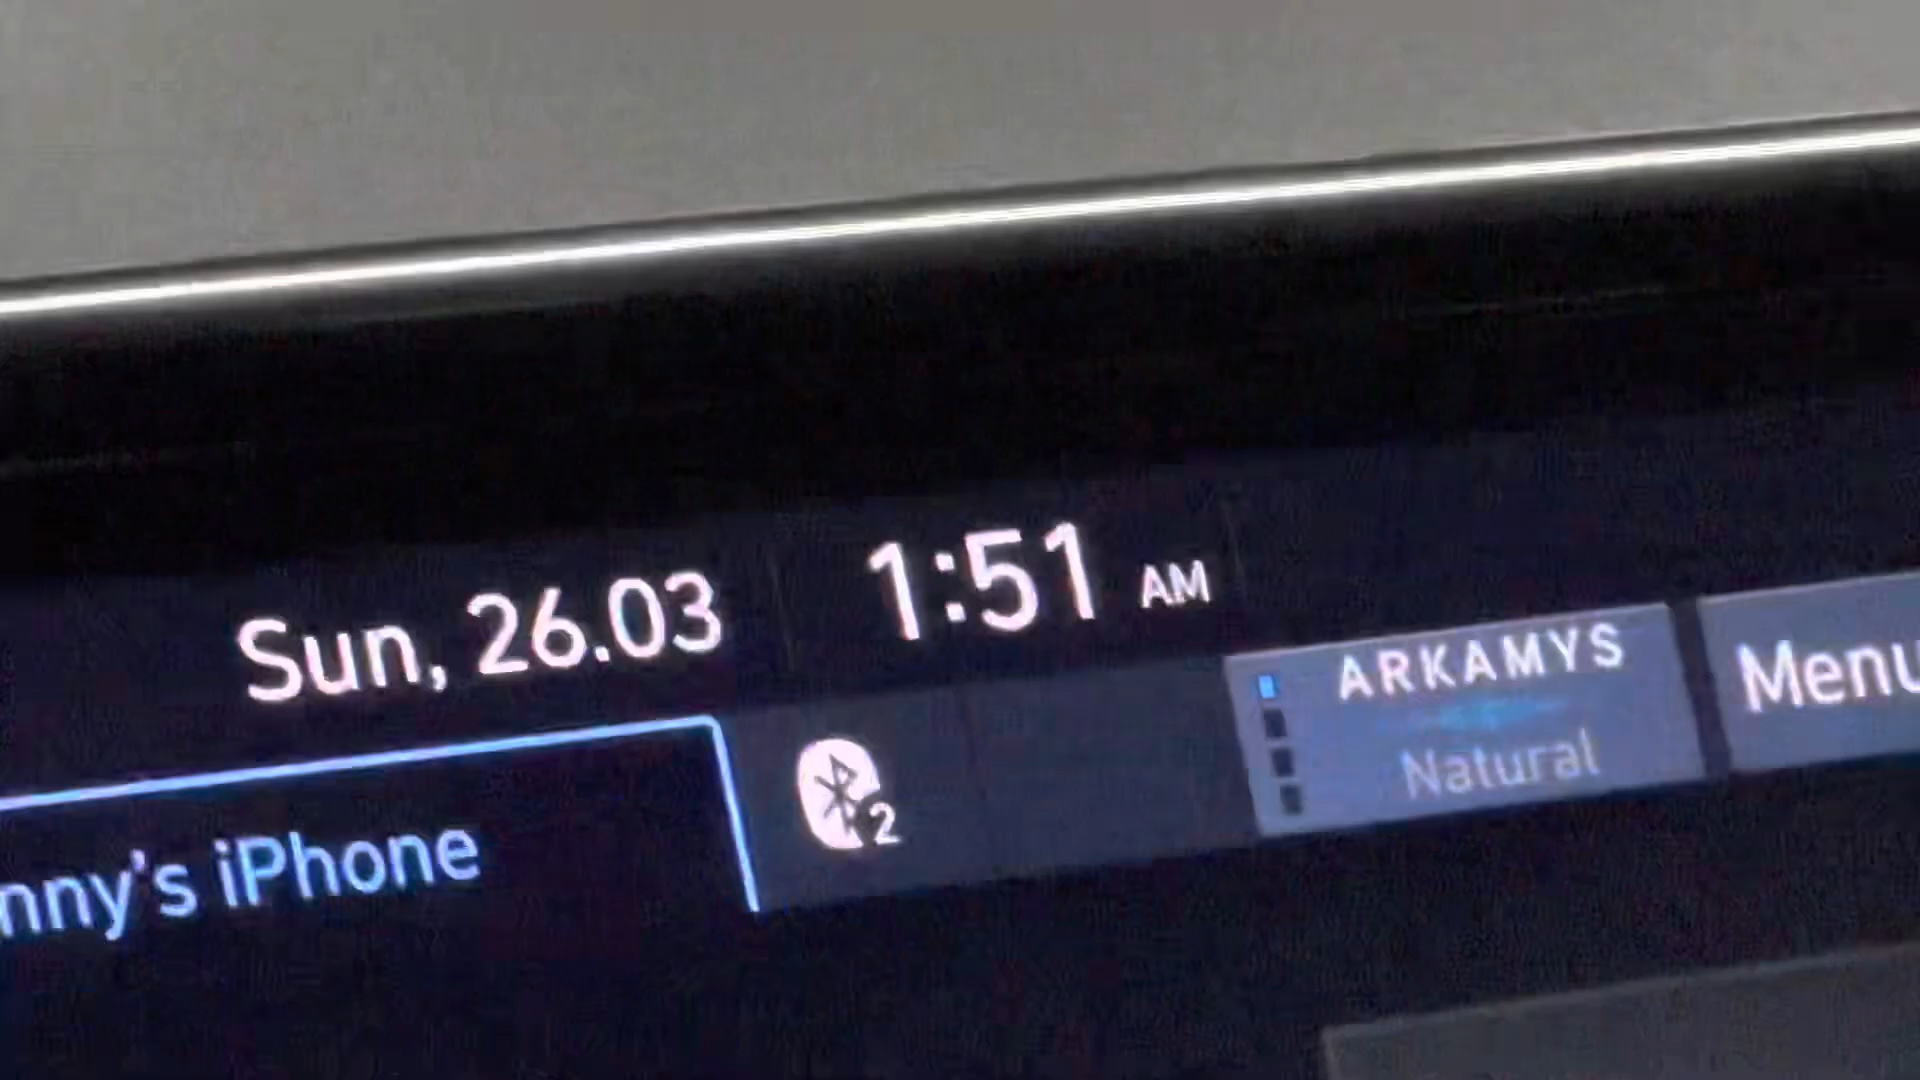 Sun, 26.03
1:51 AM
nny's iPhone
2
ARKAMYS
Natural
Menu